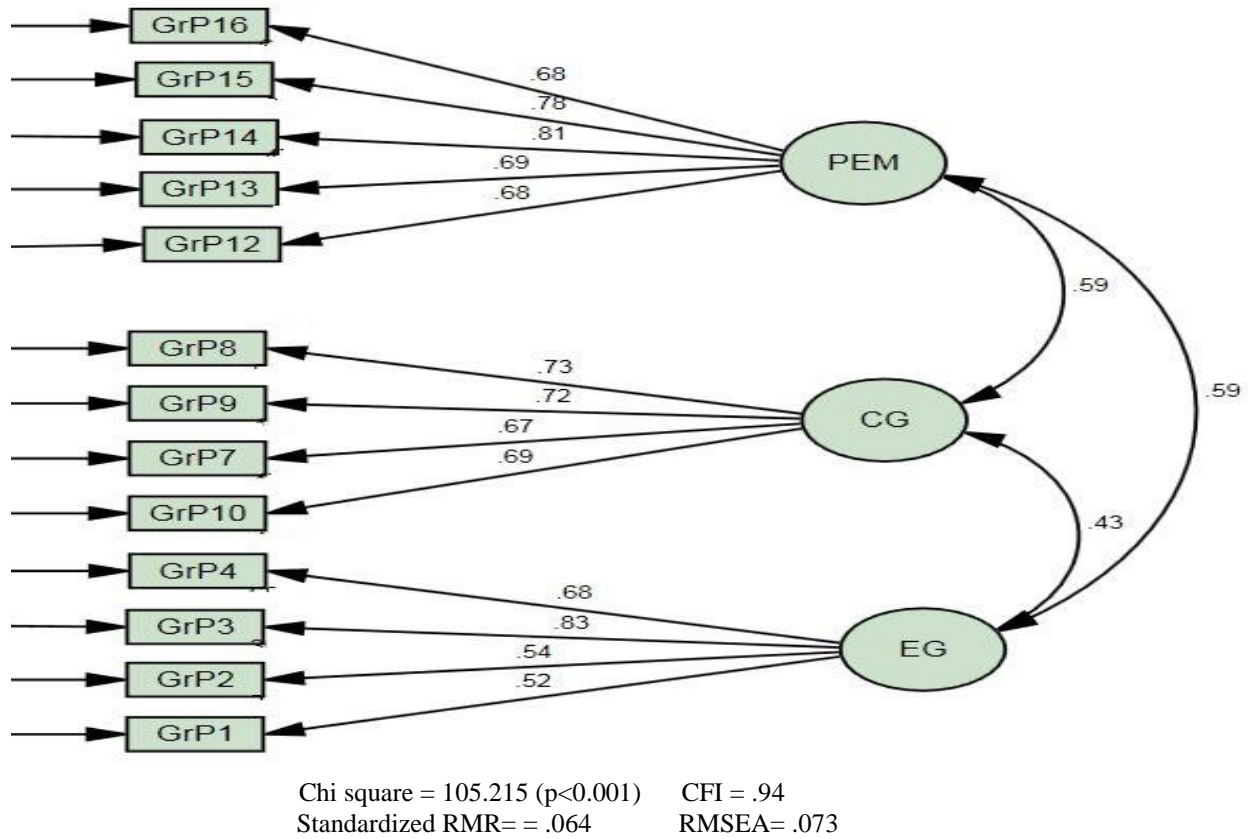 GrP16
.68
GrP15
.78
GrP14
.81
PEM
.69
GrP13
.68
GrP12
.59
GrP8
.73
.59
GrP9
.72
CG
.67
GrP7
.69
GrP10
.43
GrP4
.68
GrP3
.83
EG
.54
GrP2
.52
GrP1
Chi square = 105.215 (p<0.001) CFI = .94
Standardized RMR= = .064 RMSEA= .073